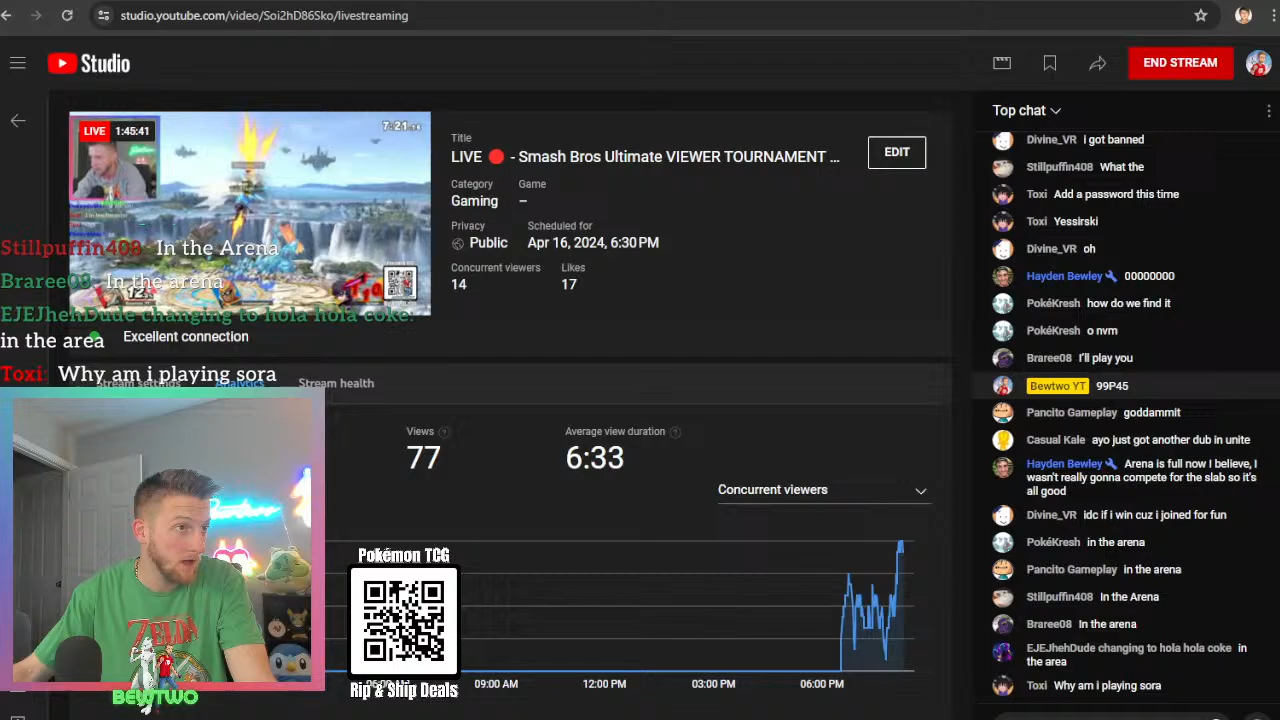 studio.youtube.com/video/Soi2hD86Sko/livestreaming
Studio
END STREAM
LIVE 1:45:41
7:21
Title
LIVE 🔴 - Smash Bros Ultimate VIEWER TOURNAMENT ...
EDIT
Category
Game
Gaming
–
Privacy
Scheduled for
Public
Apr 16, 2024, 6:30 PM
Concurrent viewers
Likes
14
17
Excellent connection
Stream settings
Analytics
Stream health
Views
77
Average view duration
6:33
Concurrent viewers
09:00 AM
12:00 PM
03:00 PM
06:00 PM
Stillpuffin408 In the Arena
Braree08 In the arena
EJEJhehDude changing to hola hola coke:
in the area
Toxi: Why am i playing sora
Pokémon TCG
Rip & Ship Deals
ZELDA
BEWTWO
Top chat
Divine_VR i got banned
Stillpuffin408 What the
Toxi Add a password this time
Toxi Yessirski
Divine_VR oh
Hayden Bewley 00000000
PokéKresh how do we find it
PokéKresh o nvm
Braree08 I'll play you
Bewtwo YT 99P45
Pancito Gameplay goddammit
Casual Kale ayo just got another dub in unite
Hayden Bewley Arena is full now I believe, I
wasn't really gonna compete for the slab so it's
all good
Divine_VR idc if i win cuz i joined for fun
PokéKresh in the arena
Pancito Gameplay in the arena
Stillpuffin408 In the Arena
Braree08 In the arena
EJEJhehDude changing to hola hola coke in
the area
Toxi Why am i playing sora